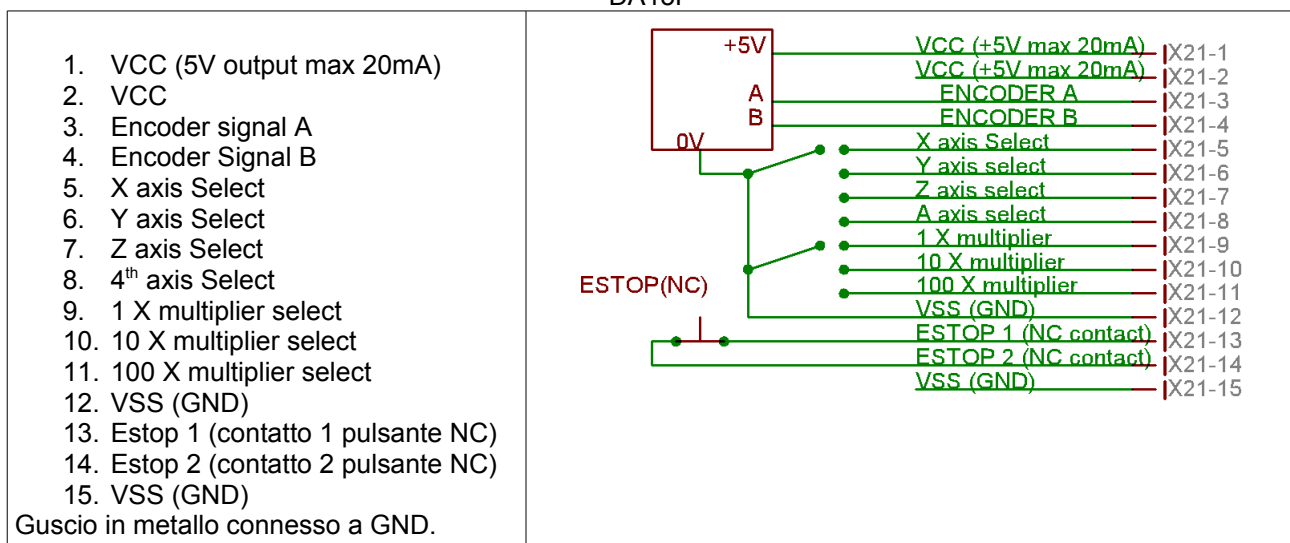 DA15F
1. VCC (5V output max 20mA)
2. VCC
3. Encoder signal A
4. Encoder Signal B
5. X axis Select
6. Y axis Select
7. Z axis Select
8. 4th axis Select
9. 1 X multiplier select
10. 10 X multiplier select
11. 100 X multiplier select
12. VSS (GND)
13. Estop 1 (contatto 1 pulsante NC)
14. Estop 2 (contatto 2 pulsante NC)
15. VSS (GND)
Guscio in metallo connesso a GND.
+5V
A
B
0V
ESTOP(NC)
VCC (+5V max 20mA) X21-1
VCC (+5V max 20mA) X21-2
ENCODER A X21-3
ENCODER B X21-4
X axis Select X21-5
Y axis select X21-6
Z axis select X21-7
A axis select X21-8
1 X multiplier X21-9
10 X multiplier X21-10
100 X multiplier X21-11
VSS (GND) X21-12
ESTOP 1 (NC contact) X21-13
ESTOP 2 (NC contact) X21-14
VSS (GND) X21-15